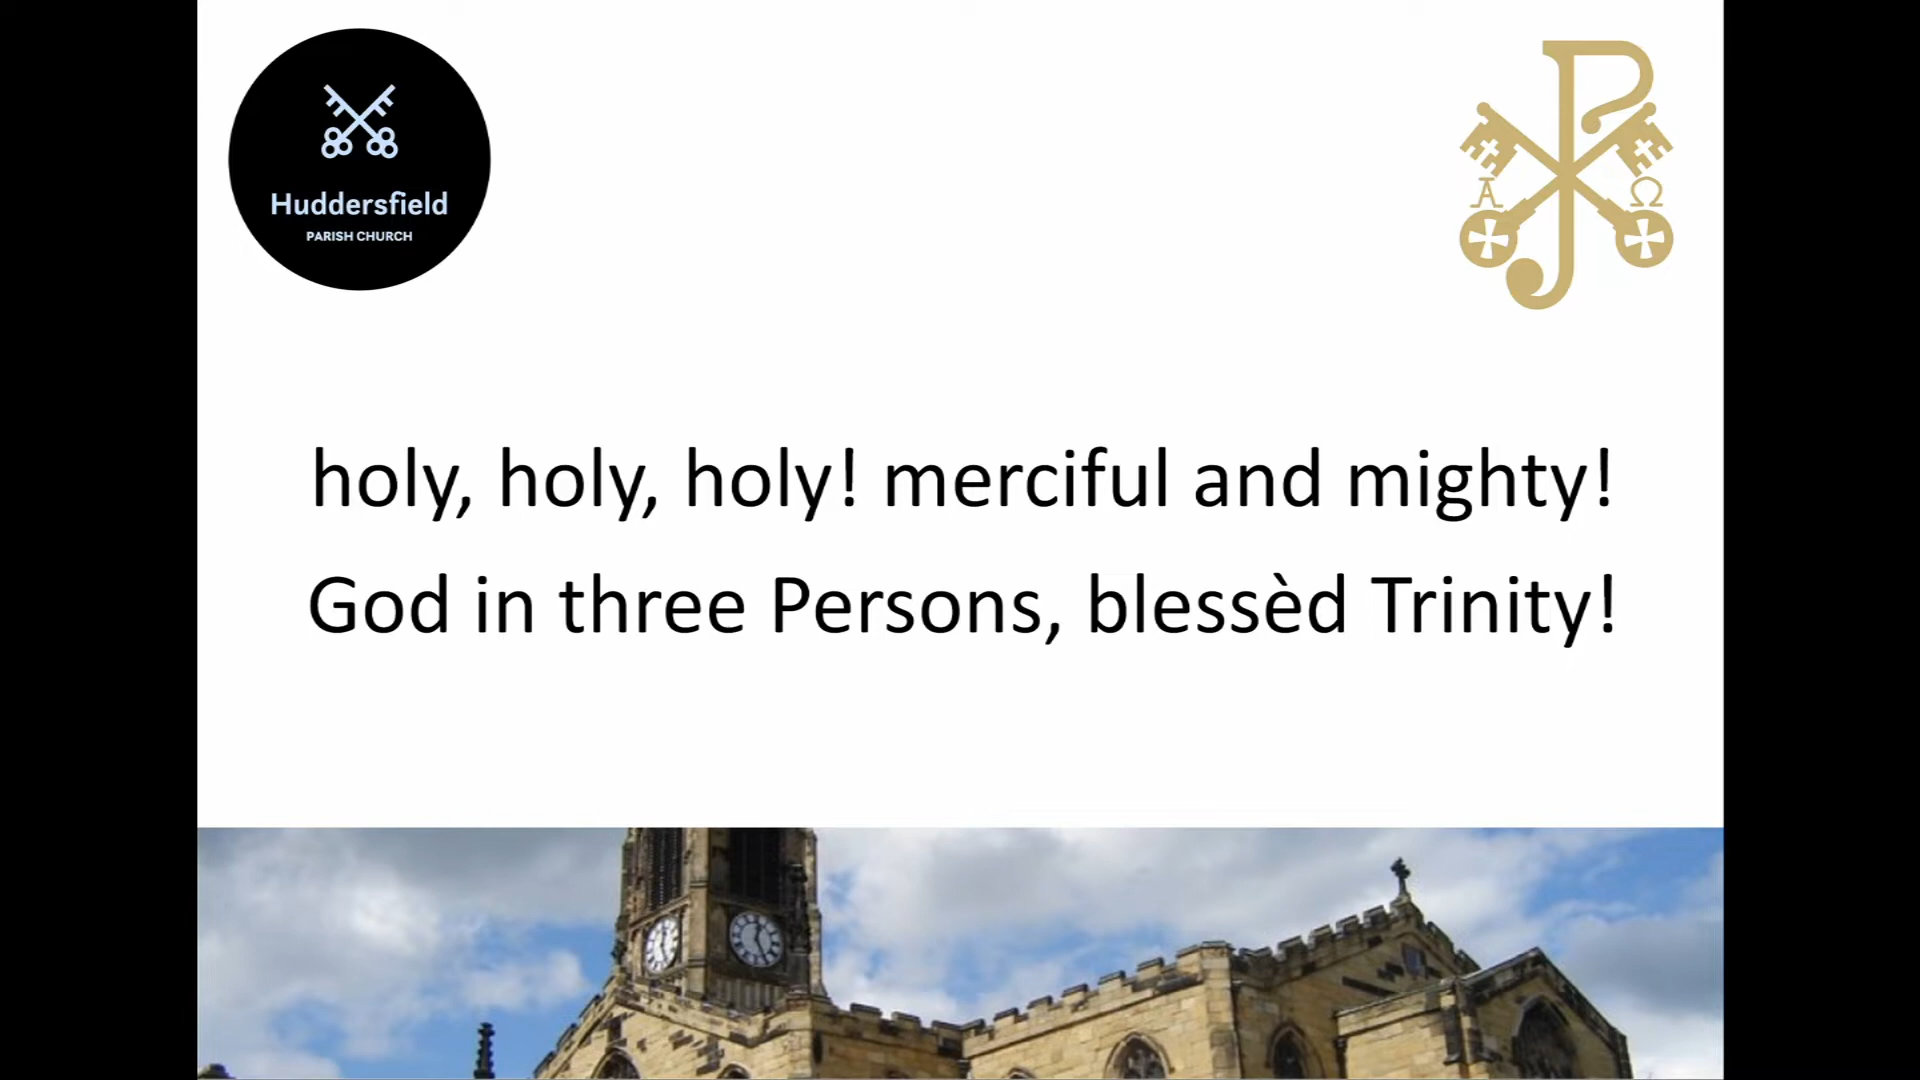 Huddersfield
PARISH CHURCH
Α Ω
holy, holy, holy! merciful and mighty!
God in three Persons, blessèd Trinity!